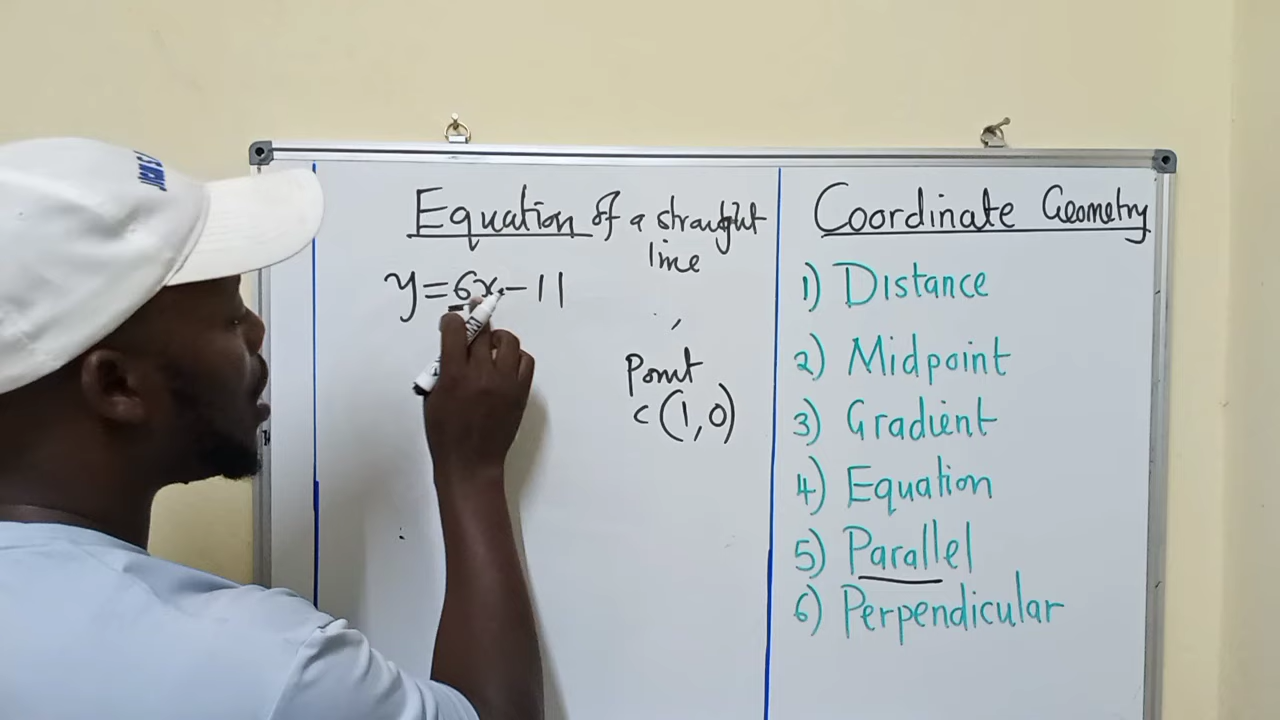 Equation of a straight
line
y=6x-11
Point
C(1,0)
Coordinate Geometry
1) Distance
2) Midpoint
3) Gradient
4) Equation
5) Parallel
6) Perpendicular